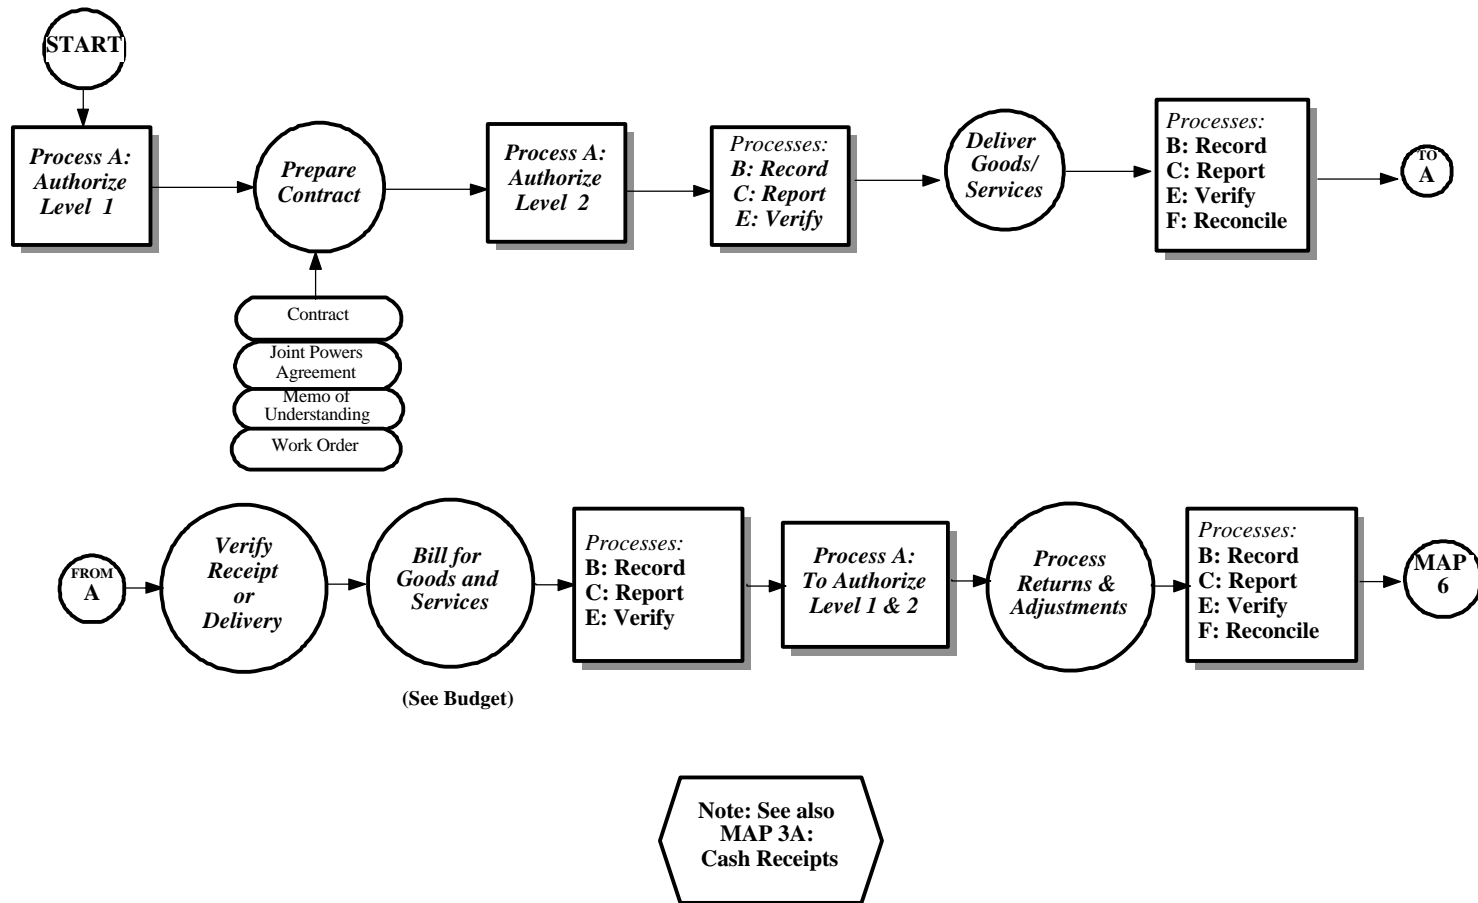 START
Process A:
Authorize
Level 1
Prepare
Contract
Process A:
Authorize
Level 2
Processes:
B: Record
C: Report
E: Verify
Deliver
Goods/
Services
Processes:
B: Record
C: Report
E: Verify
F: Reconcile
TO
A
Contract
Joint Powers
Agreement
Memo of
Understanding
Work Order
FROM
A
Verify
Receipt
or
Delivery
Bill for
Goods and
Services
(See Budget)
Processes:
B: Record
C: Report
E: Verify
Process A:
To Authorize
Level 1 & 2
Process
Returns &
Adjustments
Processes:
B: Record
C: Report
E: Verify
F: Reconcile
MAP
6
Note: See also
MAP 3A:
Cash Receipts